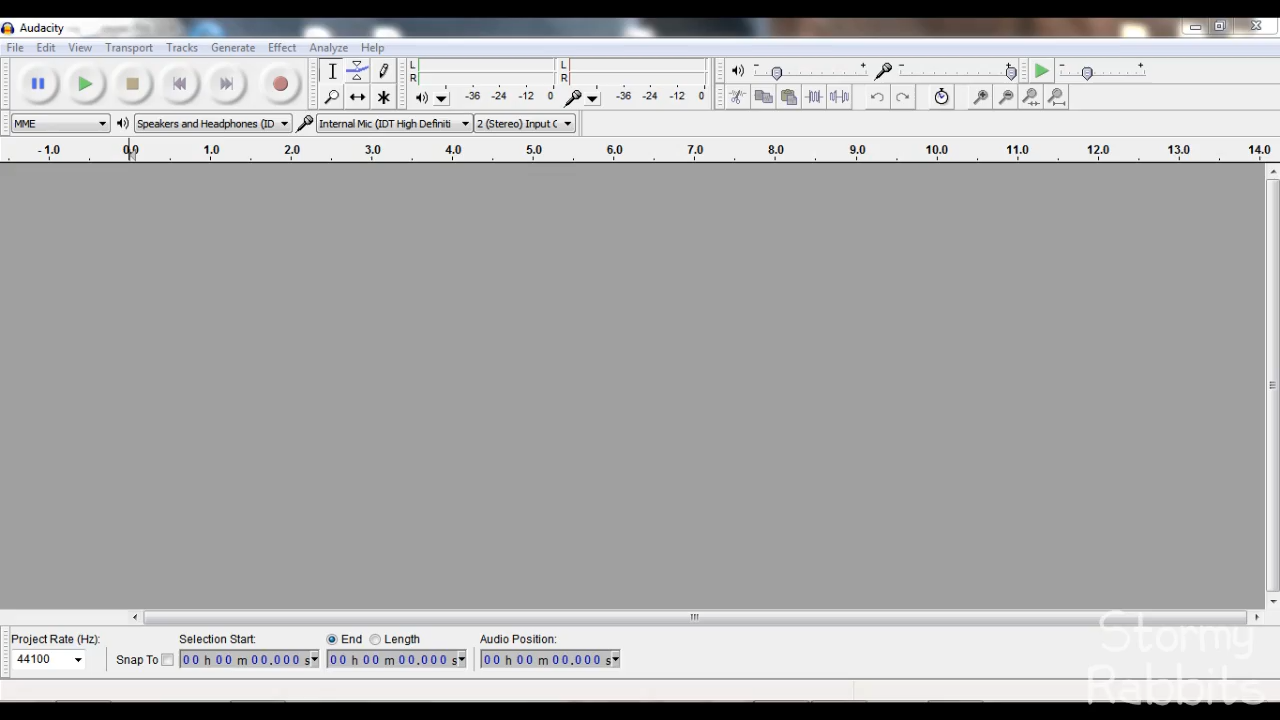 Audacity
File Edit View Transport Tracks Generate Effect Analyze Help
L
R
L
R
- + - + - +
-36 -24 -12 0 -36 -24 -12 0
MME Speakers and Headphones (ID Internal Mic (IDT High Definiti 2 (Stereo) Input C
- 1.0 0.0 1.0 2.0 3.0 4.0 5.0 6.0 7.0 8.0 9.0 10.0 11.0 12.0 13.0 14.0
Project Rate (Hz): Selection Start: End Length Audio Position:
44100 Snap To 00 h 00 m 00.000 s 00 h 00 m 00.000 s 00 h 00 m 00.000 s
Stormy
Rabbits